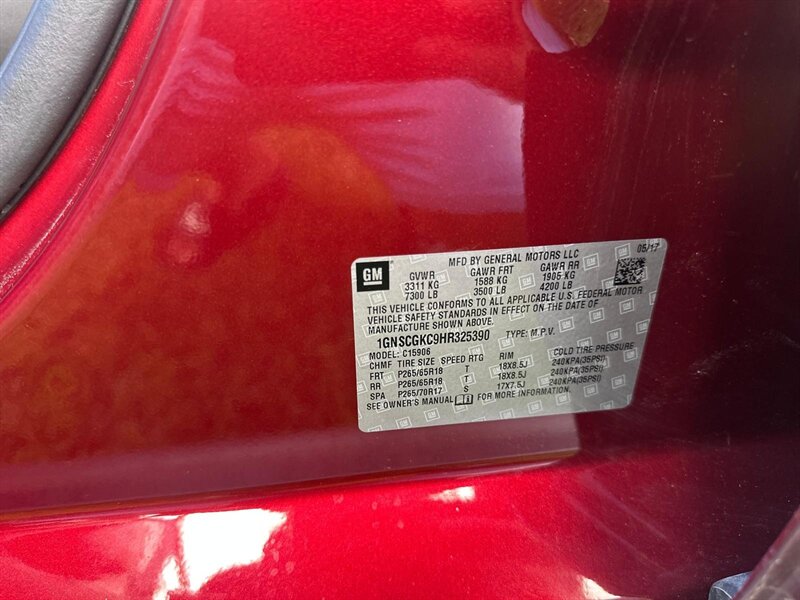 GM
MFD BY GENERAL MOTORS LLC 05/17
GVWR GAWR FRT GAWR RR
3311 KG 1588 KG 1905 KG
7300 LB 3500 LB 4200 LB
THIS VEHICLE CONFORMS TO ALL APPLICABLE U.S. FEDERAL MOTOR
VEHICLE SAFETY STANDARDS IN EFFECT ON THE DATE OF
MANUFACTURE SHOWN ABOVE.
1GNSCGKC9HR325390 TYPE: M.P.V.
MODEL: C15906
CHMF TIRE SIZE SPEED RTG RIM COLD TIRE PRESSURE
FRT P265/65R18 T 18X8.5J 240KPA(35PSI)
RR P265/65R18 T 18X8.5J 240KPA(35PSI)
SPA P265/70R17 S 17X7.5J 240KPA(35PSI)
SEE OWNER'S MANUAL FOR MORE INFORMATION.